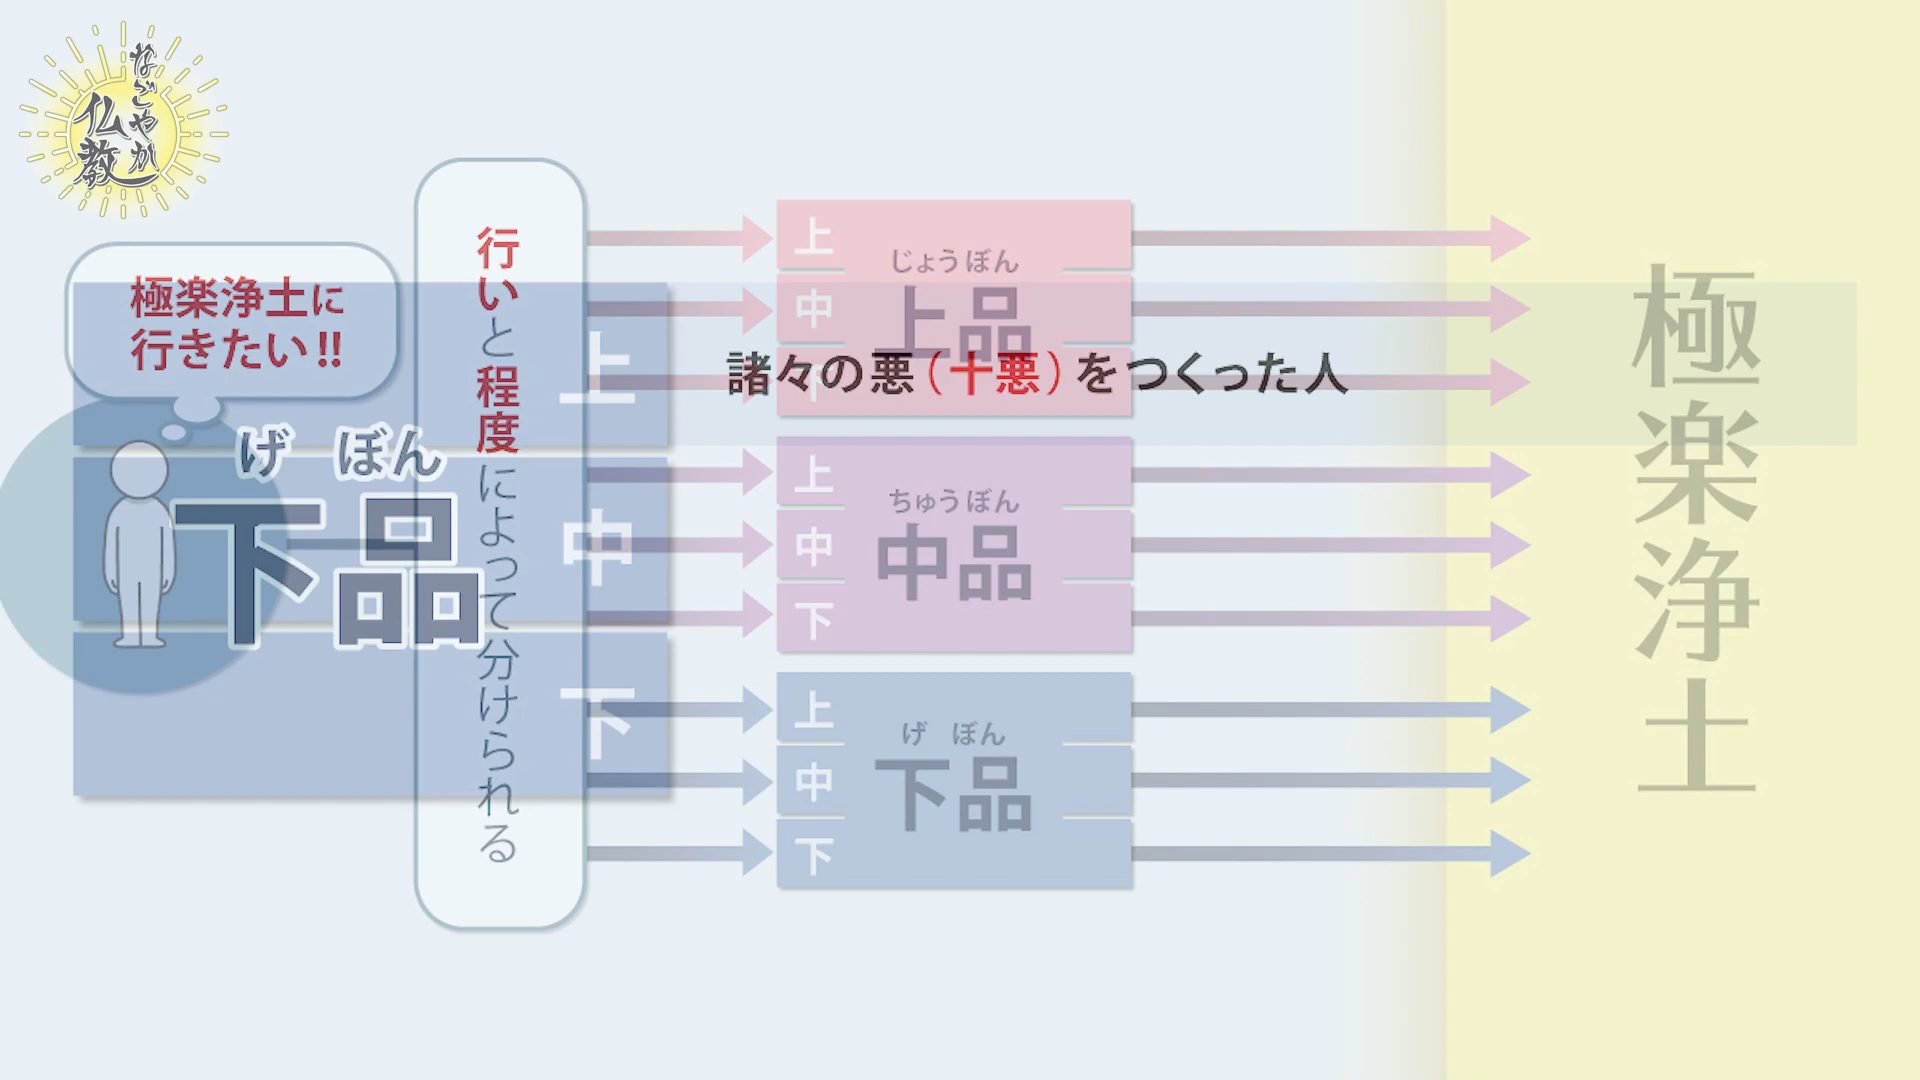 なごやか
仏教
極楽浄土に
行きたい!!
行いと程度によって分けられる
げ ぼん
下品
上
中
下
諸々の悪(十悪)をつくった人
上
中
下
じょうぼん
上品
上
中
下
ちゅうぼん
中品
上
中
下
げ ぼん
下品
極楽浄土